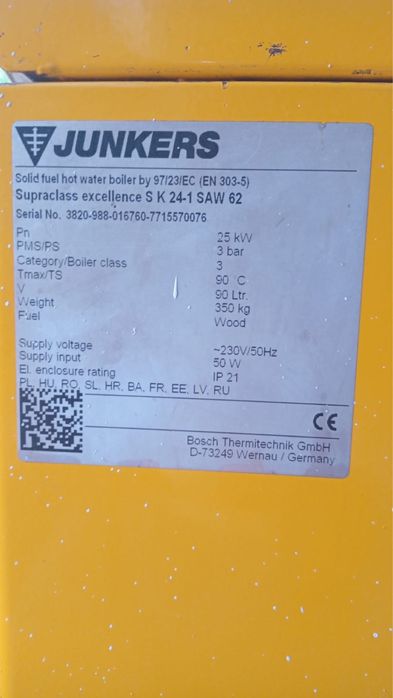 JUNKERS
Solid fuel hot water boiler by 97/23/EC (EN 303-5)
Supraclass excellence S K 24-1 SAW 62
Serial No. 3820-988-016760-7715570076
Pn 25 kW
PMS/PS 3 bar
Category/Boiler class 3
Tmax/TS 90 °C
V 90 Ltr.
Weight 350 kg
Fuel Wood
Supply voltage ~230V/50Hz
Supply input 50 W
El. enclosure rating IP 21
PL, HU, RO, SL, HR, BA, FR, EE, LV, RU
CE
Bosch Thermitechnik GmbH
D-73249 Wernau / Germany